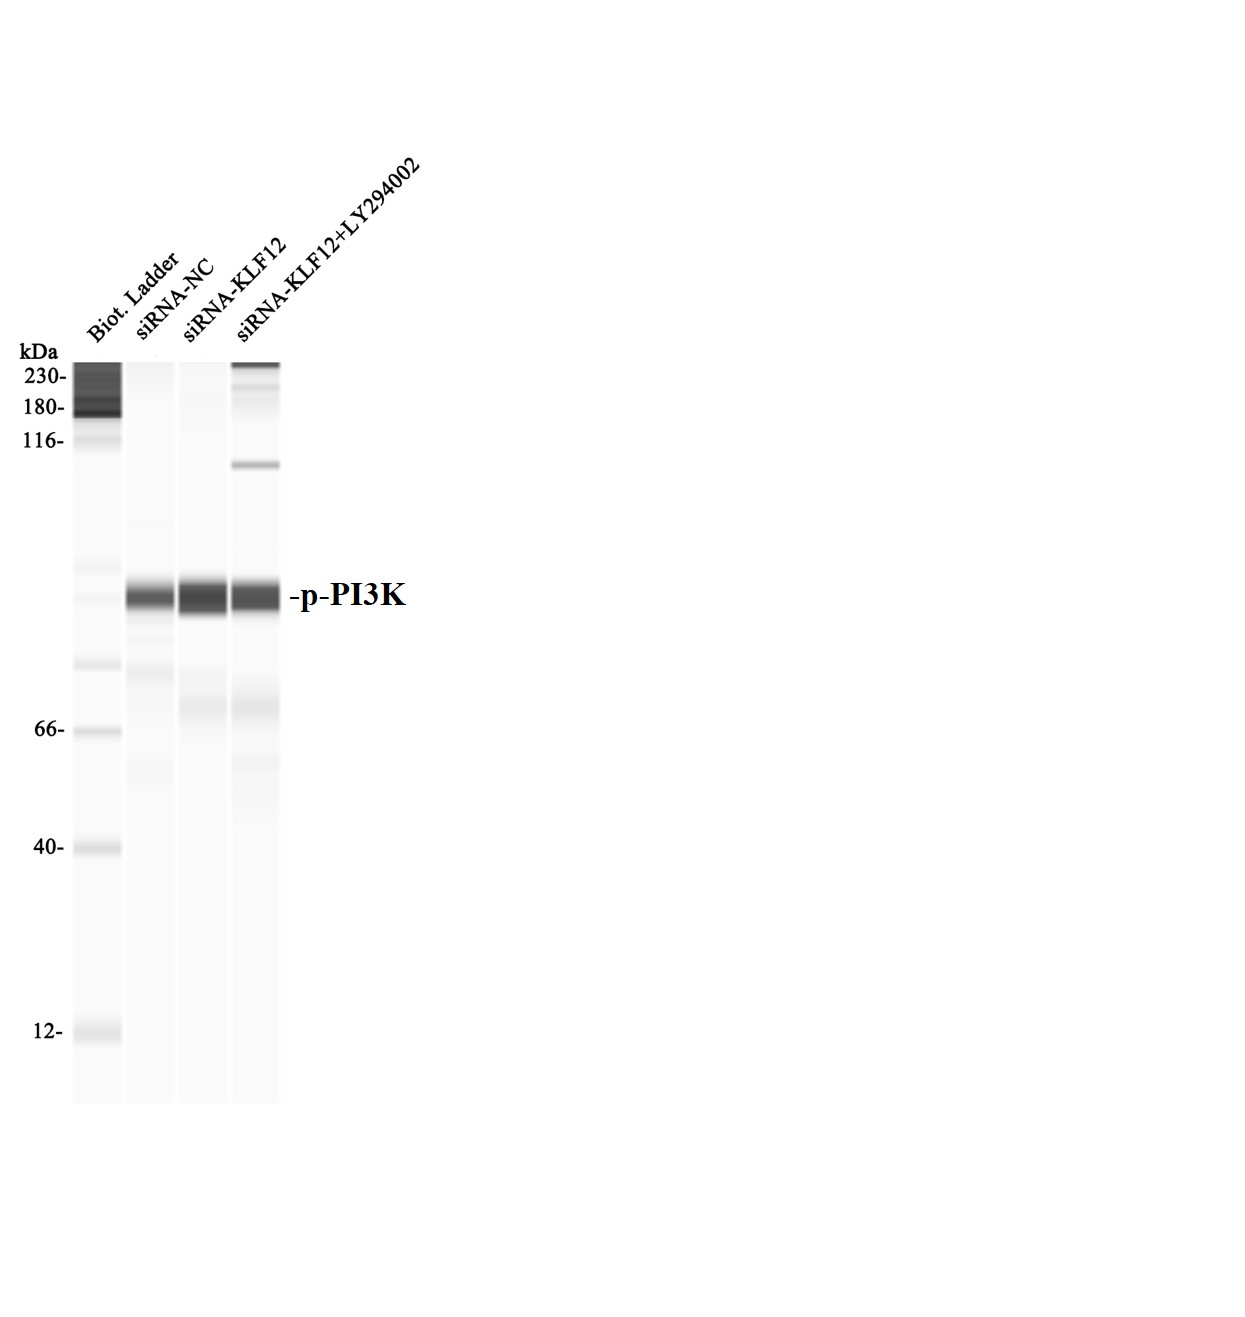 Biot. Ladder
siRNA-NC
siRNA-KLF12
siRNA-KLF12+LY294002
kDa
230-
180-
116-
-p-PI3K
66-
40-
12-